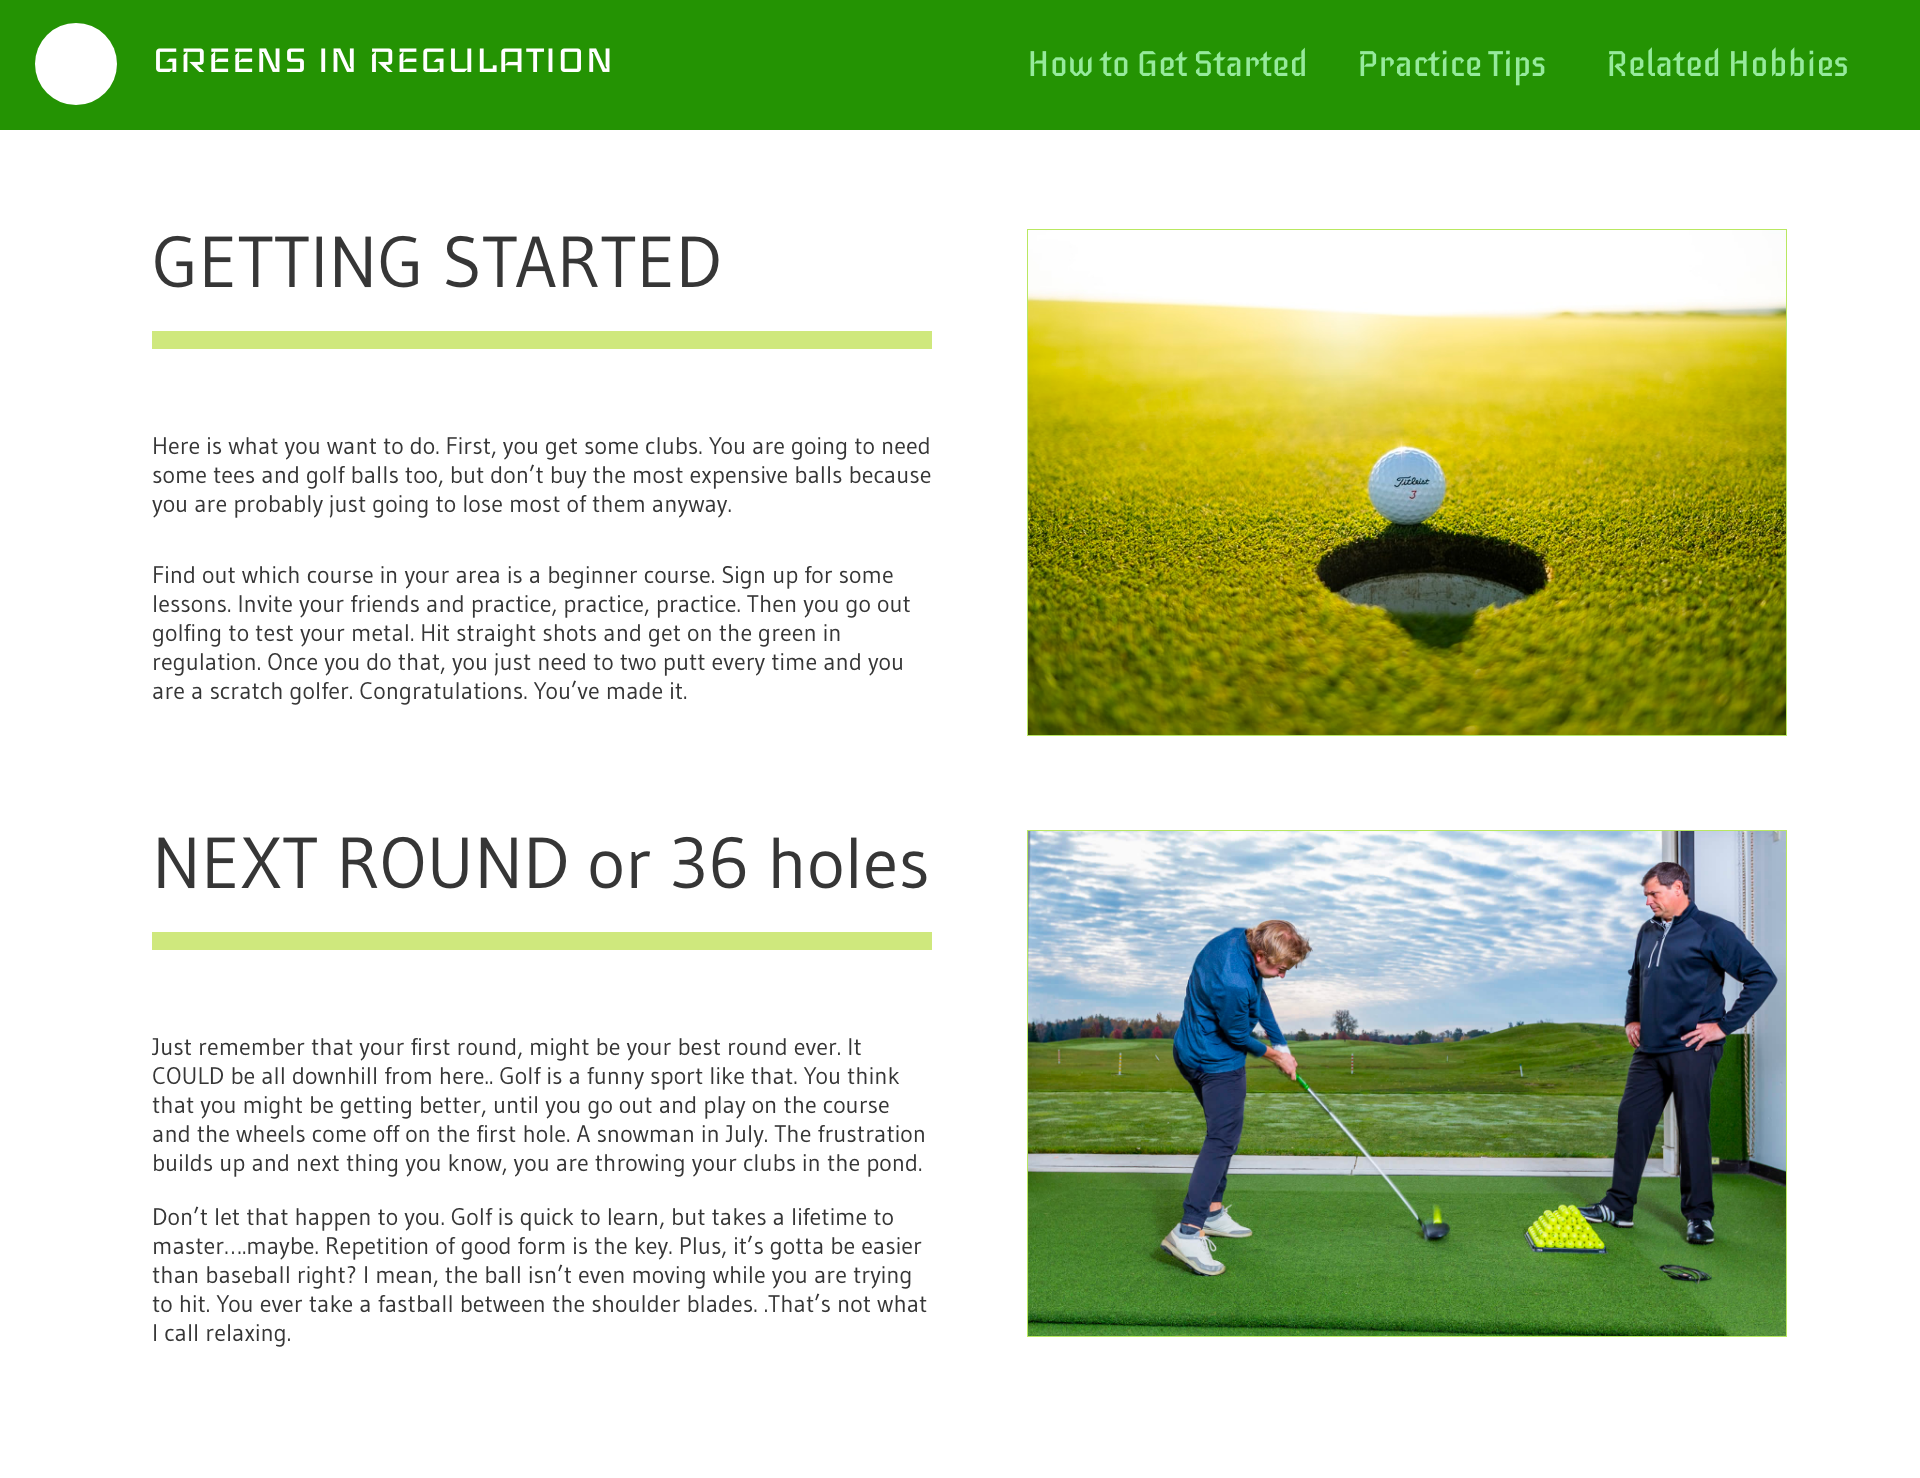 GREENS IN REGULATION
How to Get Started
Practice Tips
Related Hobbies
GETTING STARTED
Here is what you want to do. First, you get some clubs. You are going to need
some tees and golf balls too, but don’t buy the most expensive balls because
you are probably just going to lose most of them anyway.
Find out which course in your area is a beginner course. Sign up for some
lessons. Invite your friends and practice, practice, practice. Then you go out
golfing to test your metal. Hit straight shots and get on the green in
regulation. Once you do that, you just need to two putt every time and you
are a scratch golfer. Congratulations. You’ve made it.
Titleist
3
NEXT ROUND or 36 holes
Just remember that your first round, might be your best round ever. It
COULD be all downhill from here.. Golf is a funny sport like that. You think
that you might be getting better, until you go out and play on the course
and the wheels come off on the first hole. A snowman in July. The frustration
builds up and next thing you know, you are throwing your clubs in the pond.
Don’t let that happen to you. Golf is quick to learn, but takes a lifetime to
master….maybe. Repetition of good form is the key. Plus, it’s gotta be easier
than baseball right? I mean, the ball isn’t even moving while you are trying
to hit. You ever take a fastball between the shoulder blades. .That’s not what
I call relaxing.